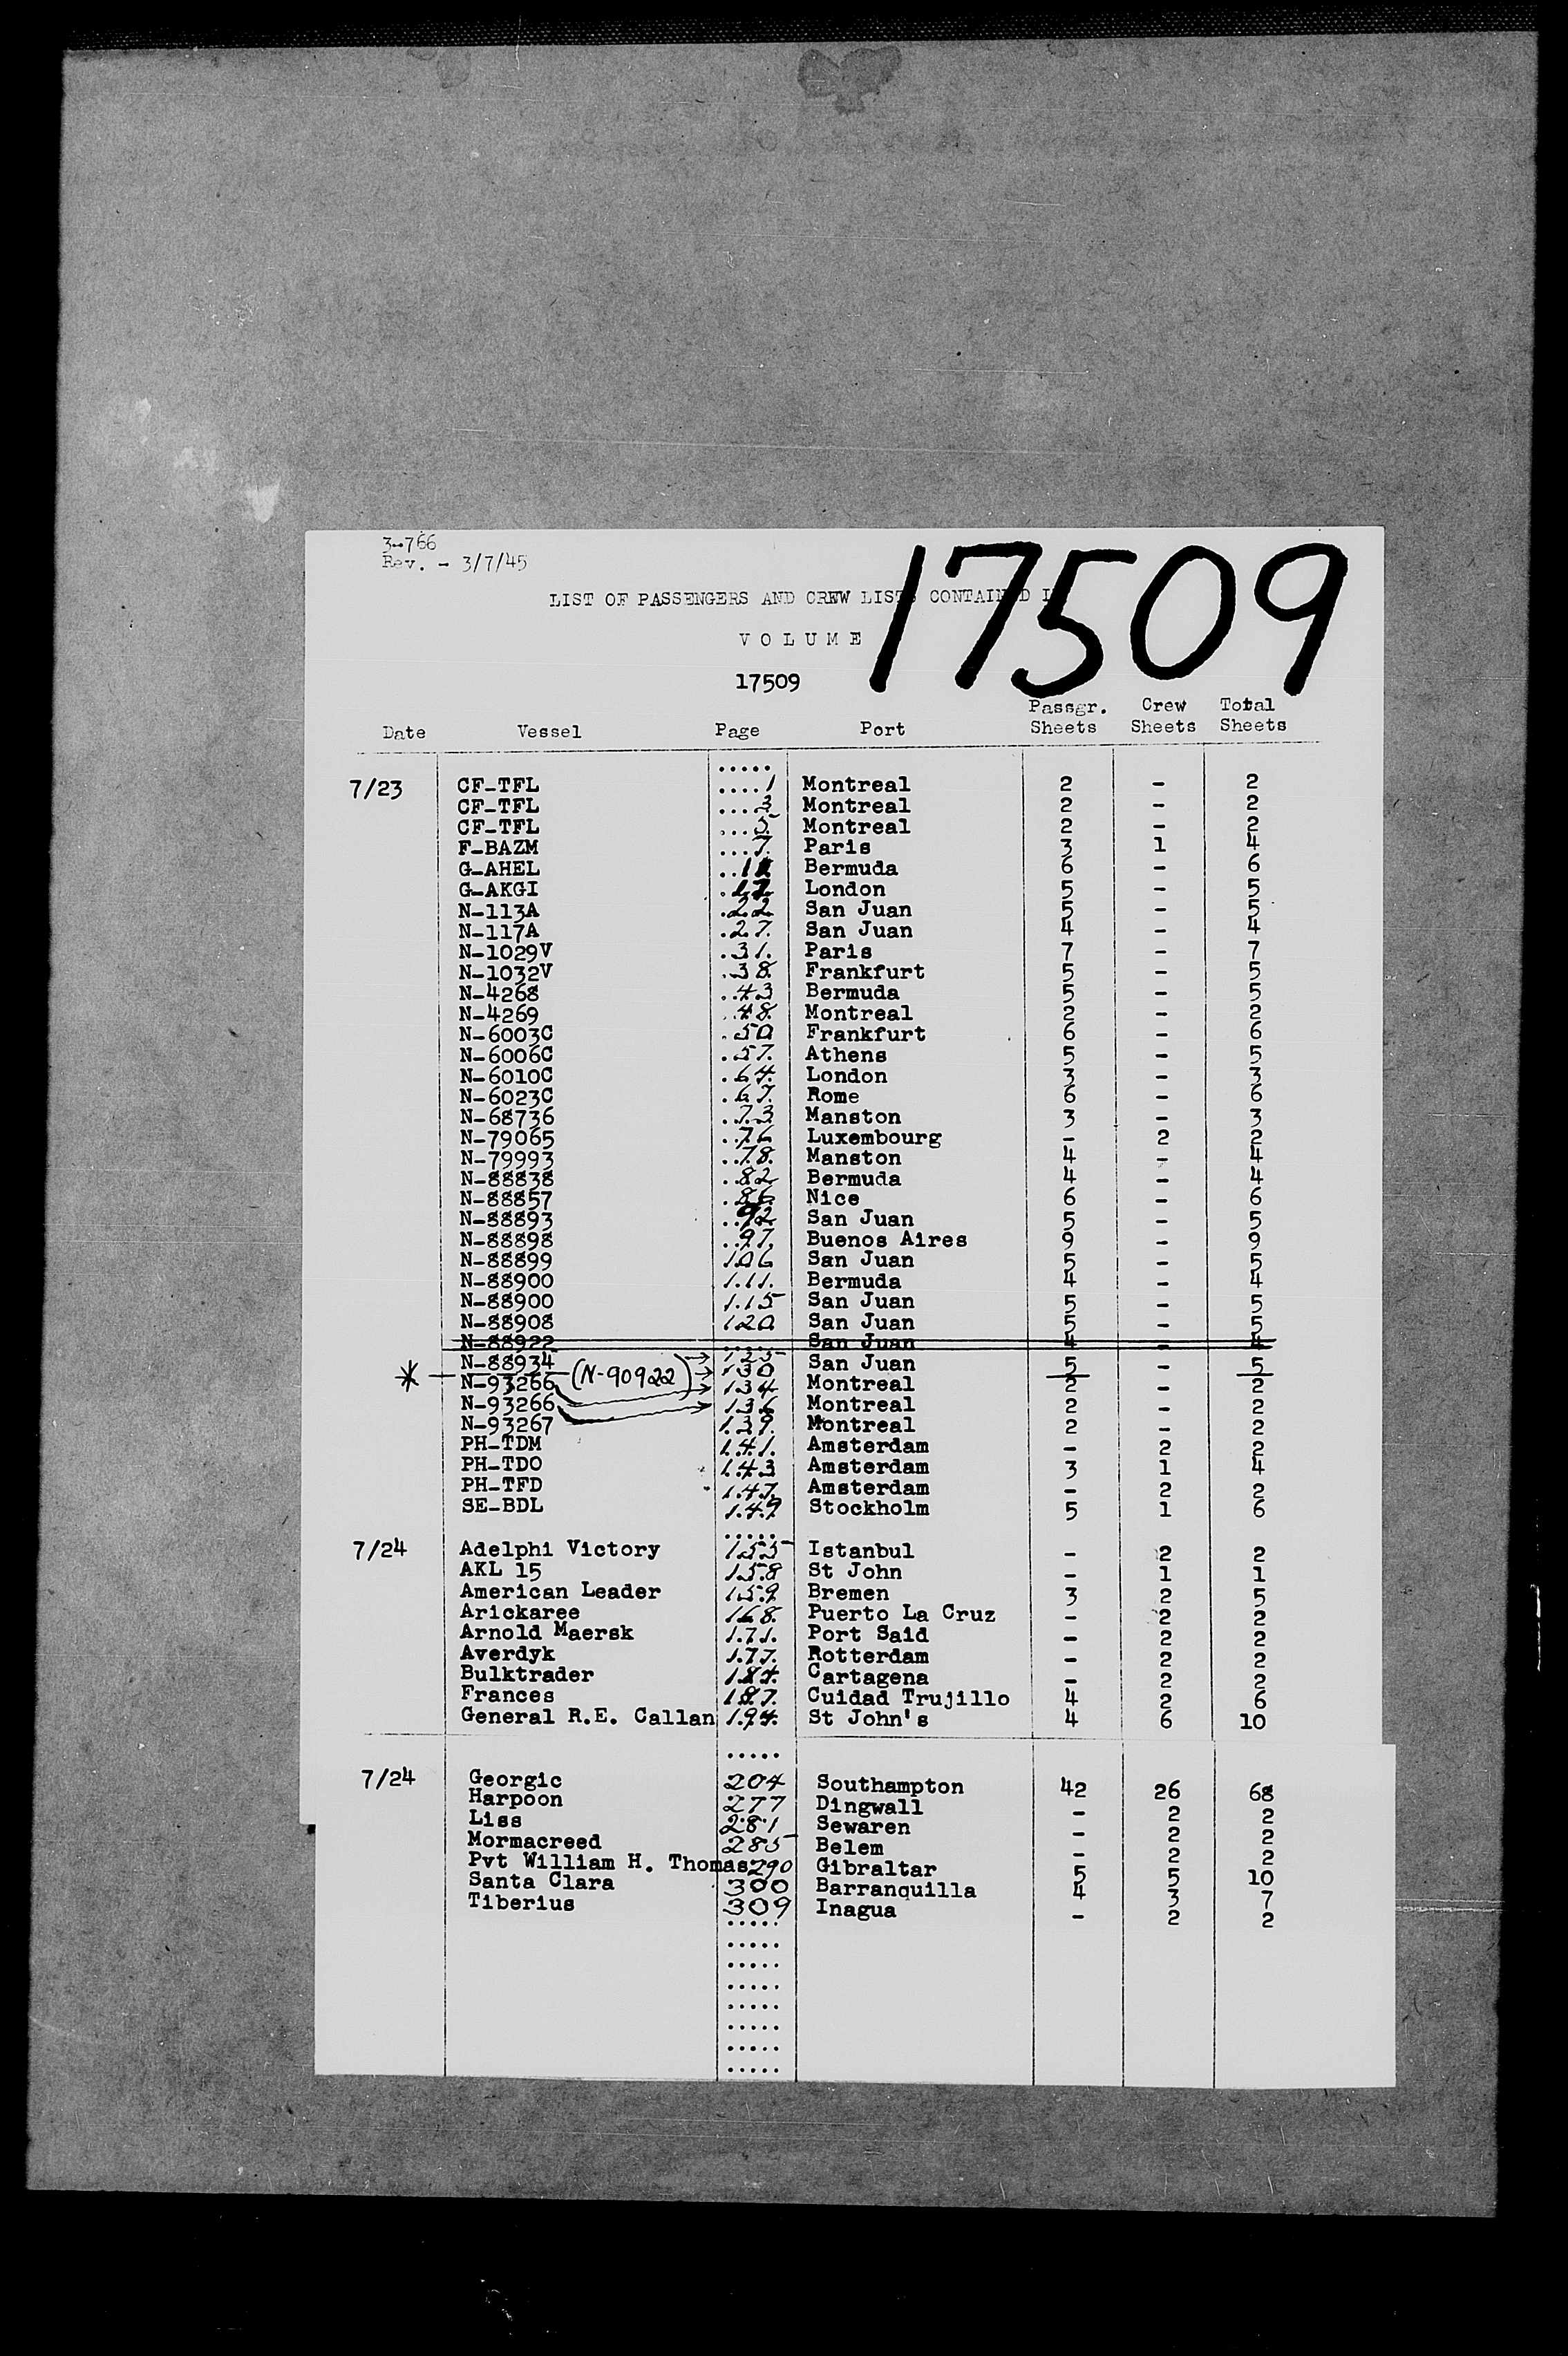 3-766
Rev. - 3/7/45
17509
LIST OF PASSENGERS AND CREW LISTS CONTAINED I
VOLUME
17509
Date Vessel Page Port Passgr. Sheets Crew Sheets Total Sheets
.....
7/23 CF-TFL ....1 Montreal 2 - 2
CF-TFL ...3 Montreal 2 - 2
CF-TFL ...5 Montreal 2 - 2
F-BAZM ...7. Paris 3 1 4
G-AHEL ..11 Bermuda 6 - 6
G-AKGI .17 London 5 - 5
N-113A .22 San Juan 5 - 5
N-117A .27. San Juan 4 - 4
N-1029V .31. Paris 7 - 7
N-1032V .38 Frankfurt 5 - 5
N-4268 ..43 Bermuda 5 - 5
N-4269 ..48. Montreal 2 - 2
N-6003C .50 Frankfurt 6 - 6
N-6006C .57. Athens 5 - 5
N-6010C .64. London 3 - 3
N-6023C .67. Rome 6 - 6
N-68736 ..73 Manston 3 - 3
N-79065 ..76 Luxembourg - 2 2
N-79993 ..78. Manston 4 - 4
N-88838 ..82 Bermuda 4 - 4
N-88857 .86 Nice 6 - 6
N-88893 ..92 San Juan 5 - 5
N-88898 ..97. Buenos Aires 9 - 9
N-88899 106 San Juan 5 - 5
N-88900 111. Bermuda 4 - 4
N-88900 115 San Juan 5 - 5
N-88908 120 San Juan 5 - 5
N-88922 ..... San Juan 4 - 4
N-88934 125 San Juan 5 - 5
* N-93266 (N-90922) 130
134 Montreal 2 - 2
N-93266 136 Montreal 2 - 2
N-93267 139. Montreal 2 - 2
PH-TDM 141. Amsterdam - 2 2
PH-TDO 143 Amsterdam 3 1 4
PH-TFD 147. Amsterdam - 2 2
SE-BDL 149 Stockholm 5 1 6
.....
7/24 Adelphi Victory 155 Istanbul - 2 2
AKL 15 158 St John - 1 1
American Leader 159 Bremen 3 2 5
Arickaree 168. Puerto La Cruz - 2 2
Arnold Maersk 171. Port Said - 2 2
Averdyk 177. Rotterdam - 2 2
Bulktrader 184. Cartagena - 2 2
Frances 187. Cuidad Trujillo 4 2 6
General R.E. Callan 194. St John's 4 6 10
.....
7/24 Georgic 204 Southampton 42 26 68
Harpoon 277 Dingwall - 2 2
Liss 281 Sewaren - 2 2
Mormacreed 285 Belem - 2 2
Pvt William H. Thomas 290 Gibraltar 5 5 10
Santa Clara 300 Barranquilla 4 3 7
Tiberius 309 Inagua - 2 2
.....
.....
.....
.....
.....
.....
.....
.....